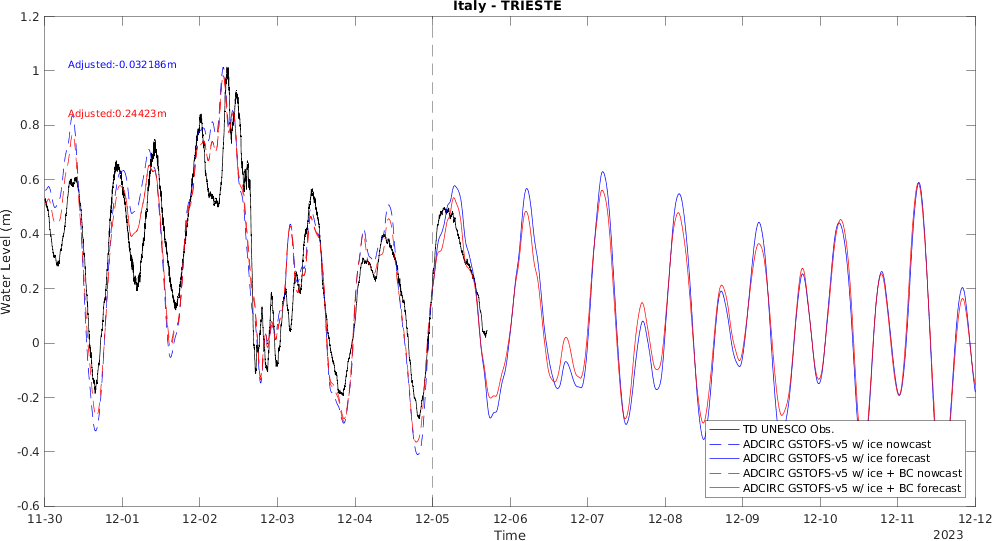 Italy - TRIESTE
Adjusted:-0.032186m
Adjusted:0.24423m
Water Level (m)
1.2
1
0.8
0.6
0.4
0.2
0
-0.2
-0.4
-0.6
TD UNESCO Obs.
ADCIRC GSTOFS-v5 w/ ice nowcast
ADCIRC GSTOFS-v5 w/ ice forecast
ADCIRC GSTOFS-v5 w/ ice + BC nowcast
ADCIRC GSTOFS-v5 w/ ice + BC forecast
11-30 12-01 12-02 12-03 12-04 12-05 12-06 12-07 12-08 12-09 12-10 12-11 12-12
Time
2023